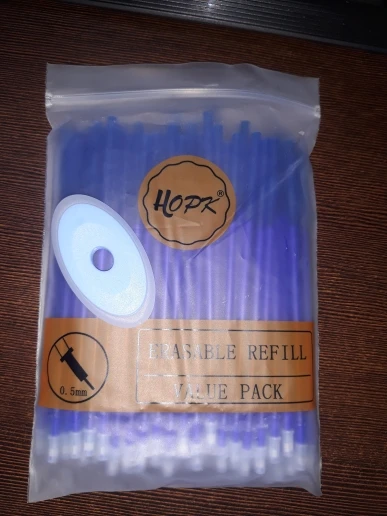 HOPK®
0.5mm
ERASABLE REFILL
VALUE PACK